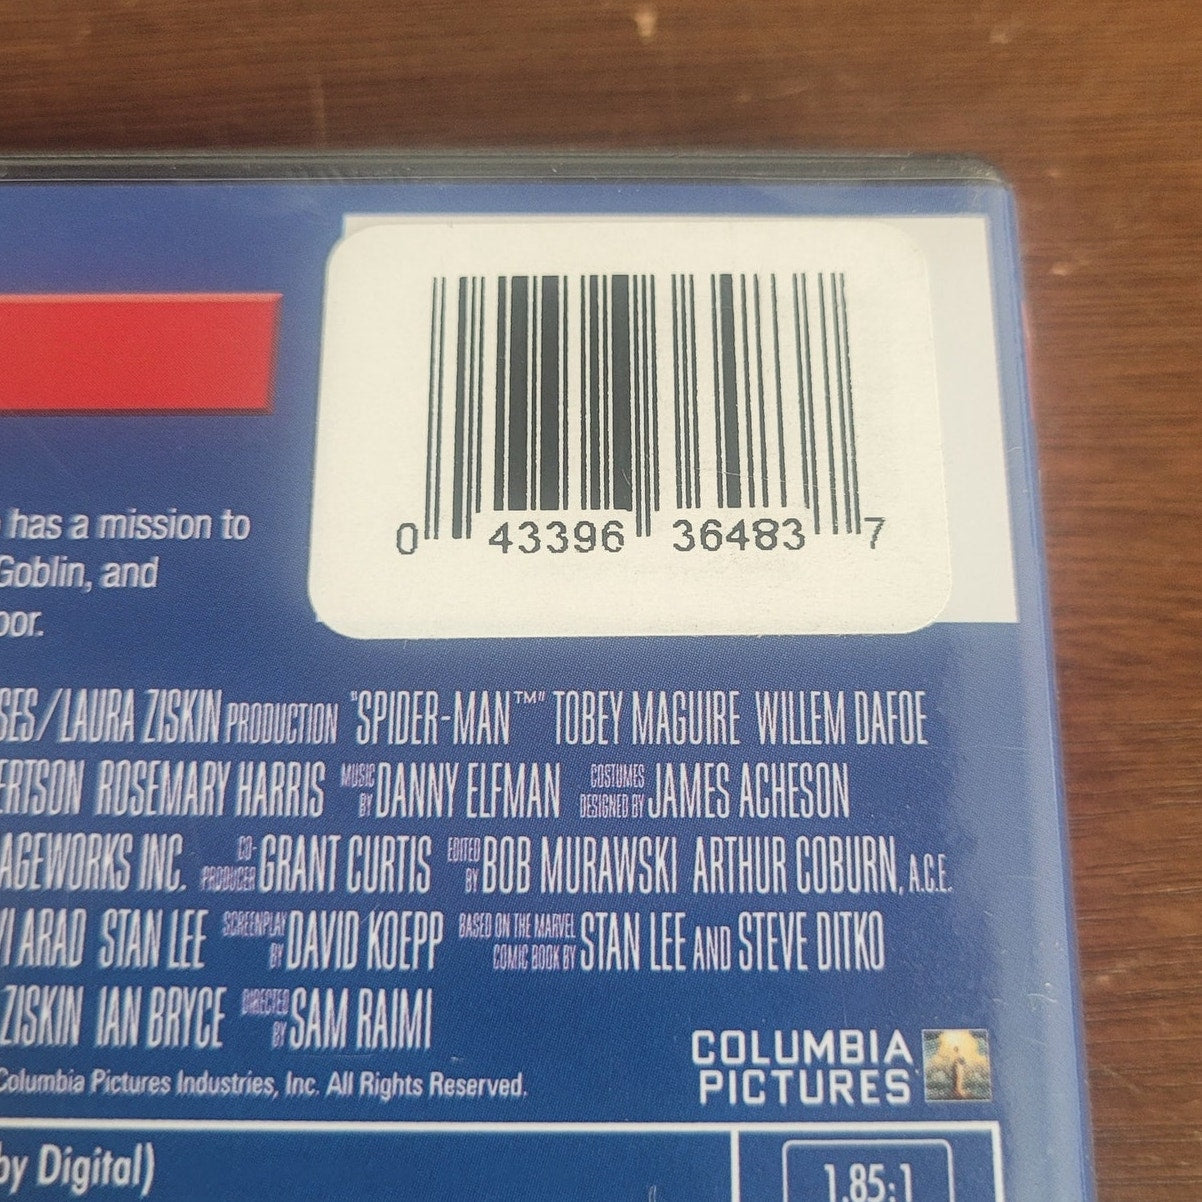 has a mission to
Goblin, and
0 43396 36483 7
SES/LAURA ZISKIN PRODUCTION "SPIDER-MAN™" TOBEY MAGUIRE WILLEM DAFOE
ERTSON ROSEMARY HARRIS MUSIC BY DANNY ELFMAN COSTUMES DESIGNED BY JAMES ACHESON
AGEWORKS INC. CO-PRODUCER GRANT CURTIS EDITED BY BOB MURAWSKI ARTHUR COBURN, A.C.E.
I ARAD STAN LEE SCREENPLAY BY DAVID KOEPP BASED ON THE MARVEL COMIC BOOK BY STAN LEE AND STEVE DITKO
ZISKIN IAN BRYCE DIRECTED BY SAM RAIMI
COLUMBIA
PICTURES
Columbia Pictures Industries, Inc. All Rights Reserved.
by Digital)
1.85:1